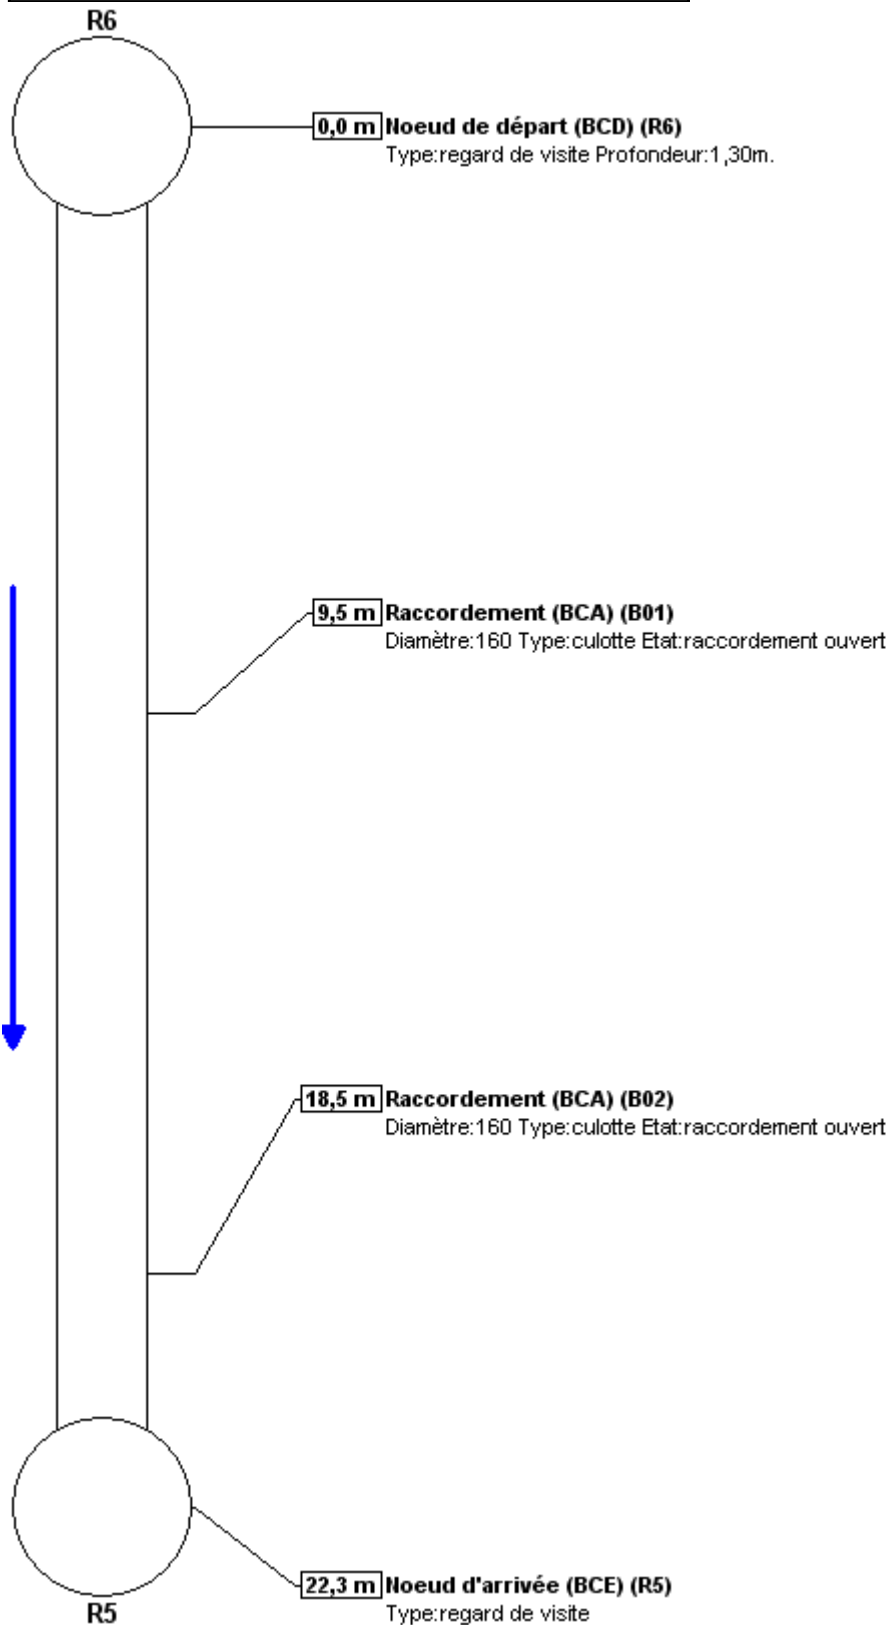 R6
0,0 m Noeud de départ (BCD) (R6)
Type:regard de visite Profondeur:1,30m.
9,5 m Raccordement (BCA) (B01)
Diamètre:160 Type:culotte Etat:raccordement ouvert
18,5 m Raccordement (BCA) (B02)
Diamètre:160 Type:culotte Etat:raccordement ouvert
22,3 m Noeud d'arrivée (BCE) (R5)
R5
Type:regard de visite